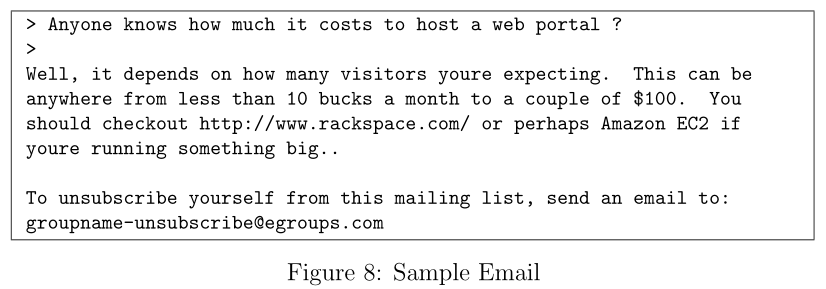 > Anyone knows how much it costs to host a web portal ?
>
Well, it depends on how many visitors youre expecting.  This can be
anywhere from less than 10 bucks a month to a couple of $100.  You
should checkout http://www.rackspace.com/ or perhaps Amazon EC2 if
youre running something big..
To unsubscribe yourself from this mailing list, send an email to:
groupname-unsubscribe@egroups.com
Figure 8: Sample Email